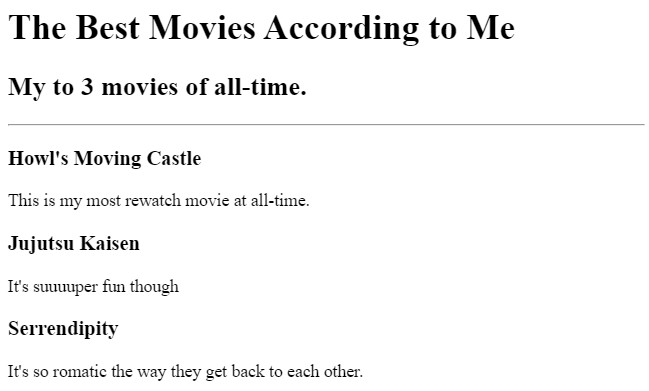 The Best Movies According to Me
My to 3 movies of all-time.
Howl's Moving Castle
This is my most rewatch movie at all-time.
Jujutsu Kaisen
It's suuuuper fun though
Serrendipity
It's so romatic the way they get back to each other.